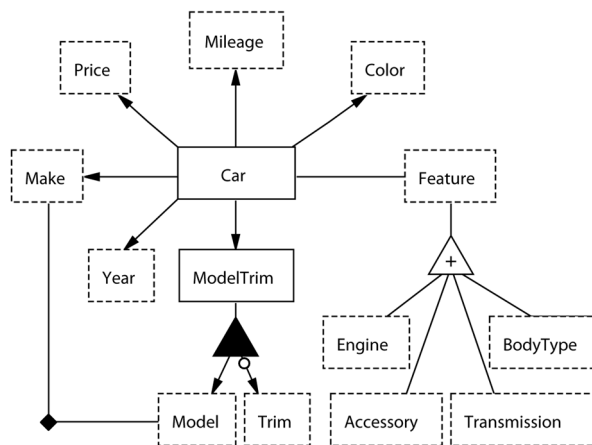 Mileage
Price
Color
Make
Car
Feature
Year
ModelTrim
+
Engine
BodyType
Model
Trim
Accessory
Transmission